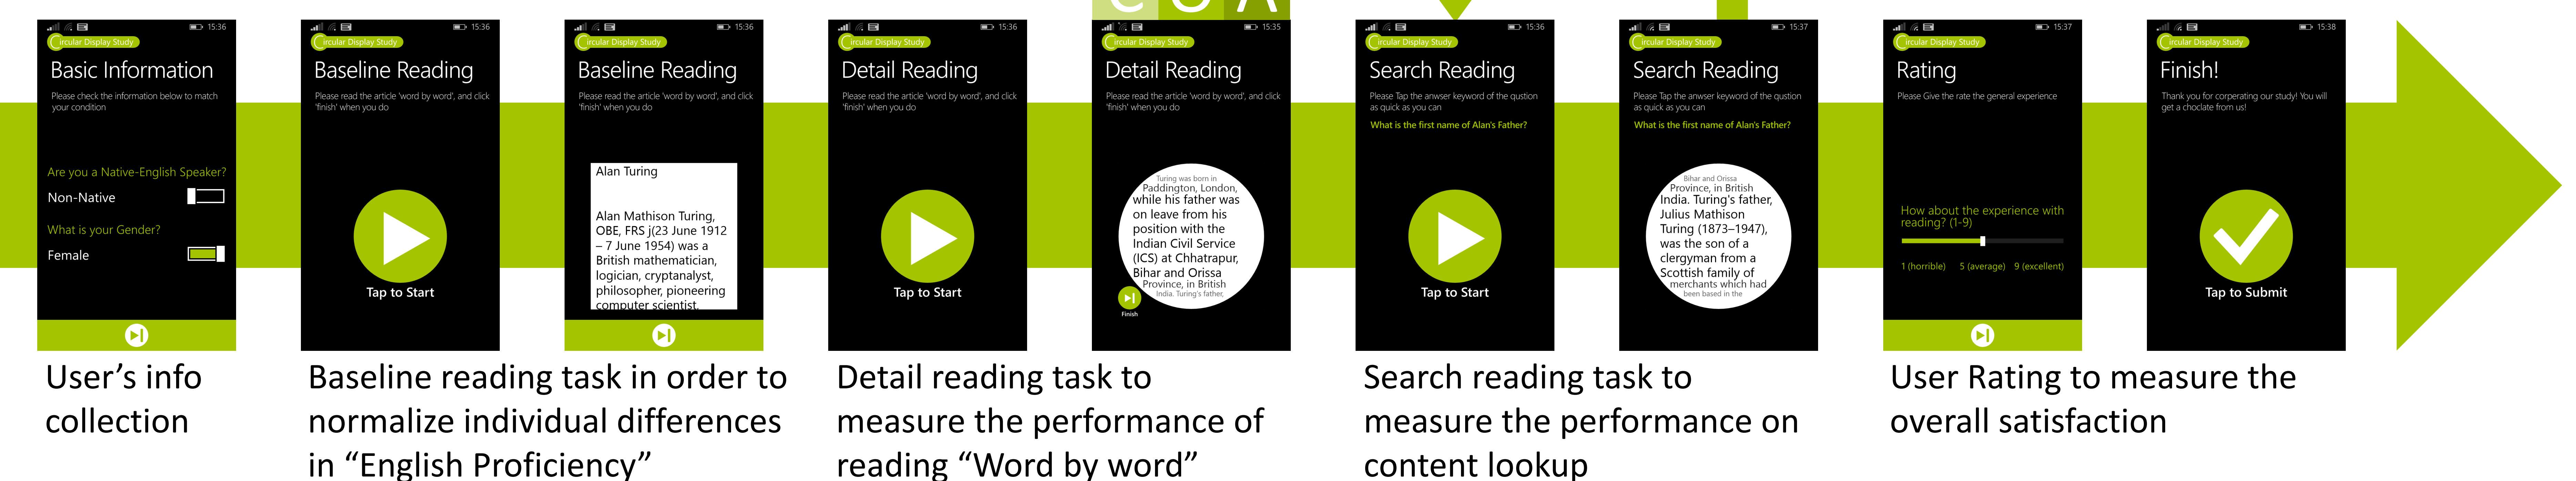 C U A
15:36
Circular Display Study
Basic Information
Please check the information below to match
your condition
Are you a Native-English Speaker?
Non-Native
What is your Gender?
Female
User's info
collection
15:36
Circular Display Study
Baseline Reading
Please read the article 'word by word', and click
'finish' when you do
Tap to Start
15:36
Circular Display Study
Baseline Reading
Please read the article 'word by word', and click
'finish' when you do
Alan Turing
Alan Mathison Turing,
OBE, FRS j(23 June 1912
– 7 June 1954) was a
British mathematician,
logician, cryptanalyst,
philosopher, pioneering
computer scientist,
Baseline reading task in order to
normalize individual differences
in “English Proficiency”
15:36
Circular Display Study
Detail Reading
Please read the article 'word by word', and click
'finish' when you do
Tap to Start
15:35
Circular Display Study
Detail Reading
Please read the article 'word by word', and click
'finish' when you do
Turing was born in
Paddington, London,
while his father was
on leave from his
position with the
Indian Civil Service
(ICS) at Chhatrapur,
Bihar and Orissa
Province, in British
India. Turing's father,
Finish
Detail reading task to
measure the performance of
reading “Word by word”
15:36
Circular Display Study
Search Reading
Please Tap the anwser keyword of the qustion
as quick as you can
What is the first name of Alan's Father?
Tap to Start
15:37
Circular Display Study
Search Reading
Please Tap the anwser keyword of the qustion
as quick as you can
What is the first name of Alan's Father?
Bihar and Orissa
Province, in British
India. Turing's father,
Julius Mathison
Turing (1873–1947),
was the son of a
clergyman from a
Scottish family of
merchants which had
been based in the
Search reading task to
measure the performance on
content lookup
15:37
Circular Display Study
Rating
Please Give the rate the general experience
How about the experience with
reading? (1-9)
1 (horrible) 5 (average) 9 (excellent)
15:38
Circular Display Study
Finish!
Thank you for corperating our study! You will
get a choclate from us!
Tap to Submit
User Rating to measure the
overall satisfaction